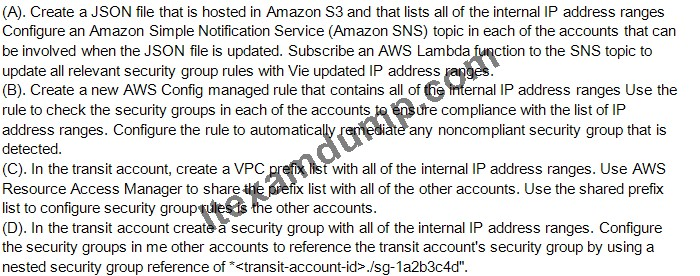 (A). Create a JSON file that is hosted in Amazon S3 and that lists all of the internal IP address ranges
Configure an Amazon Simple Notification Service (Amazon SNS) topic in each of the accounts that can
be involved when the JSON file is updated. Subscribe an AWS Lambda function to the SNS topic to
update all relevant security group rules with Vie updated IP address ranges.
(B). Create a new AWS Config managed rule that contains all of the internal IP address ranges Use the
rule to check the security groups in each of the accounts to ensure compliance with the list of IP
address ranges. Configure the rule to automatically remediate any noncompliant security group that is
detected.
(C). In the transit account, create a VPC prefix list with all of the internal IP address ranges. Use AWS
Resource Access Manager to share the prefix list with all of the other accounts. Use the shared prefix
list to configure security group rules is the other accounts.
(D). In the transit account create a security group with all of the internal IP address ranges. Configure
the security groups in me other accounts to reference the transit account's security group by using a
nested security group reference of *<transit-account-id>./sg-1a2b3c4d".
Itexamdump.com